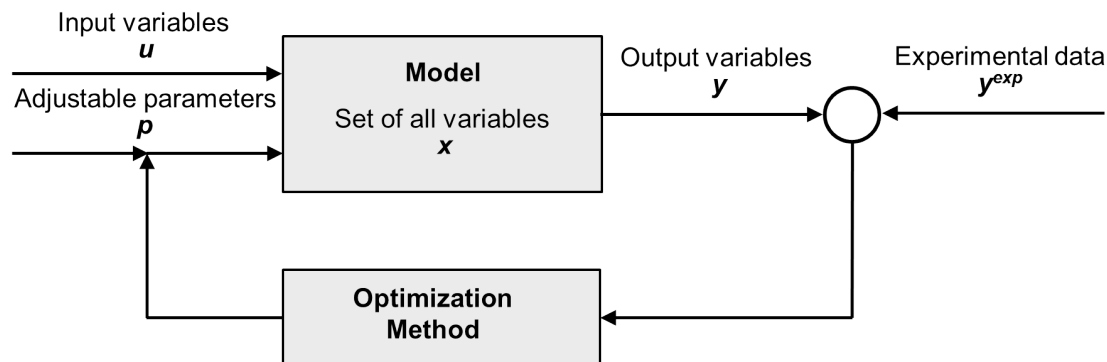 Input variables
u
Adjustable parameters
p
Model
Set of all variables
x
Output variables
y
Experimental data
y^exp
Optimization
Method